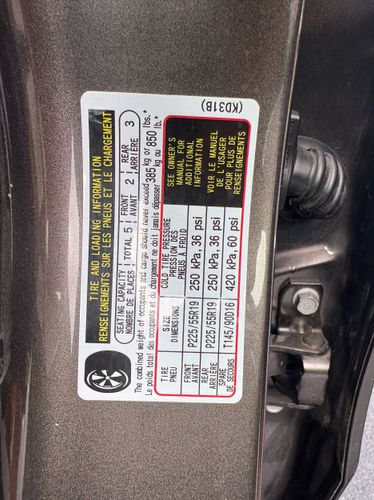 (KD31B)
TIRE AND LOADING INFORMATION
RENSEIGNEMENTS SUR LES PNEUS ET LE CHARGEMENT
SEATING CAPACITY TOTAL 5 FRONT 2 REAR 3
NOMBRE DE PLACES AVANT ARRIÈRE
The combined weight of occupants and cargo should never exceed 385 kg or 850 lbs.
Le poids total des occupants et du chargement ne doit jamais dépasser 385 kg or 850 lb.
TIRE SIZE COLD TIRE PRESSURE
PNEU DIMENSIONS PRESSION DES PNEUS A FROID
FRONT P225/55R19 250 kPa, 36 psi
AVANT
REAR P225/55R19 250 kPa, 36 psi
ARRIÈRE
SPARE T145/90D16 420 kPa, 60 psi
DE SECOURS
SEE OWNER'S
MANUAL FOR
ADDITIONAL
INFORMATION
VOIR LE MANUEL
DE L'USAGER
POUR PLUS DE
RENSEIGNEMENTS